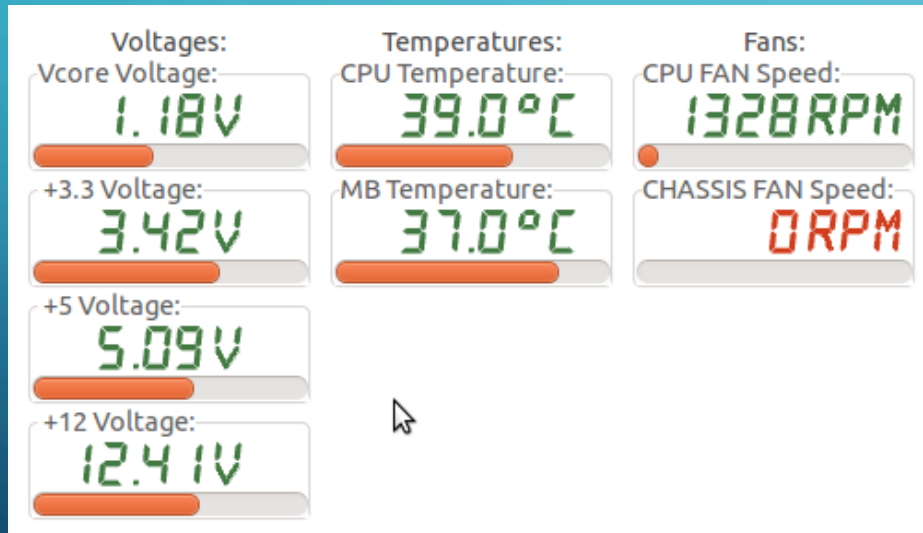 Voltages:
Vcore Voltage:
1.18V
+3.3 Voltage:
3.42V
+5 Voltage:
5.09V
+12 Voltage:
12.41V
Temperatures:
CPU Temperature:
39.0°C
MB Temperature:
37.0°C
Fans:
CPU FAN Speed:
1328RPM
CHASSIS FAN Speed:
0RPM